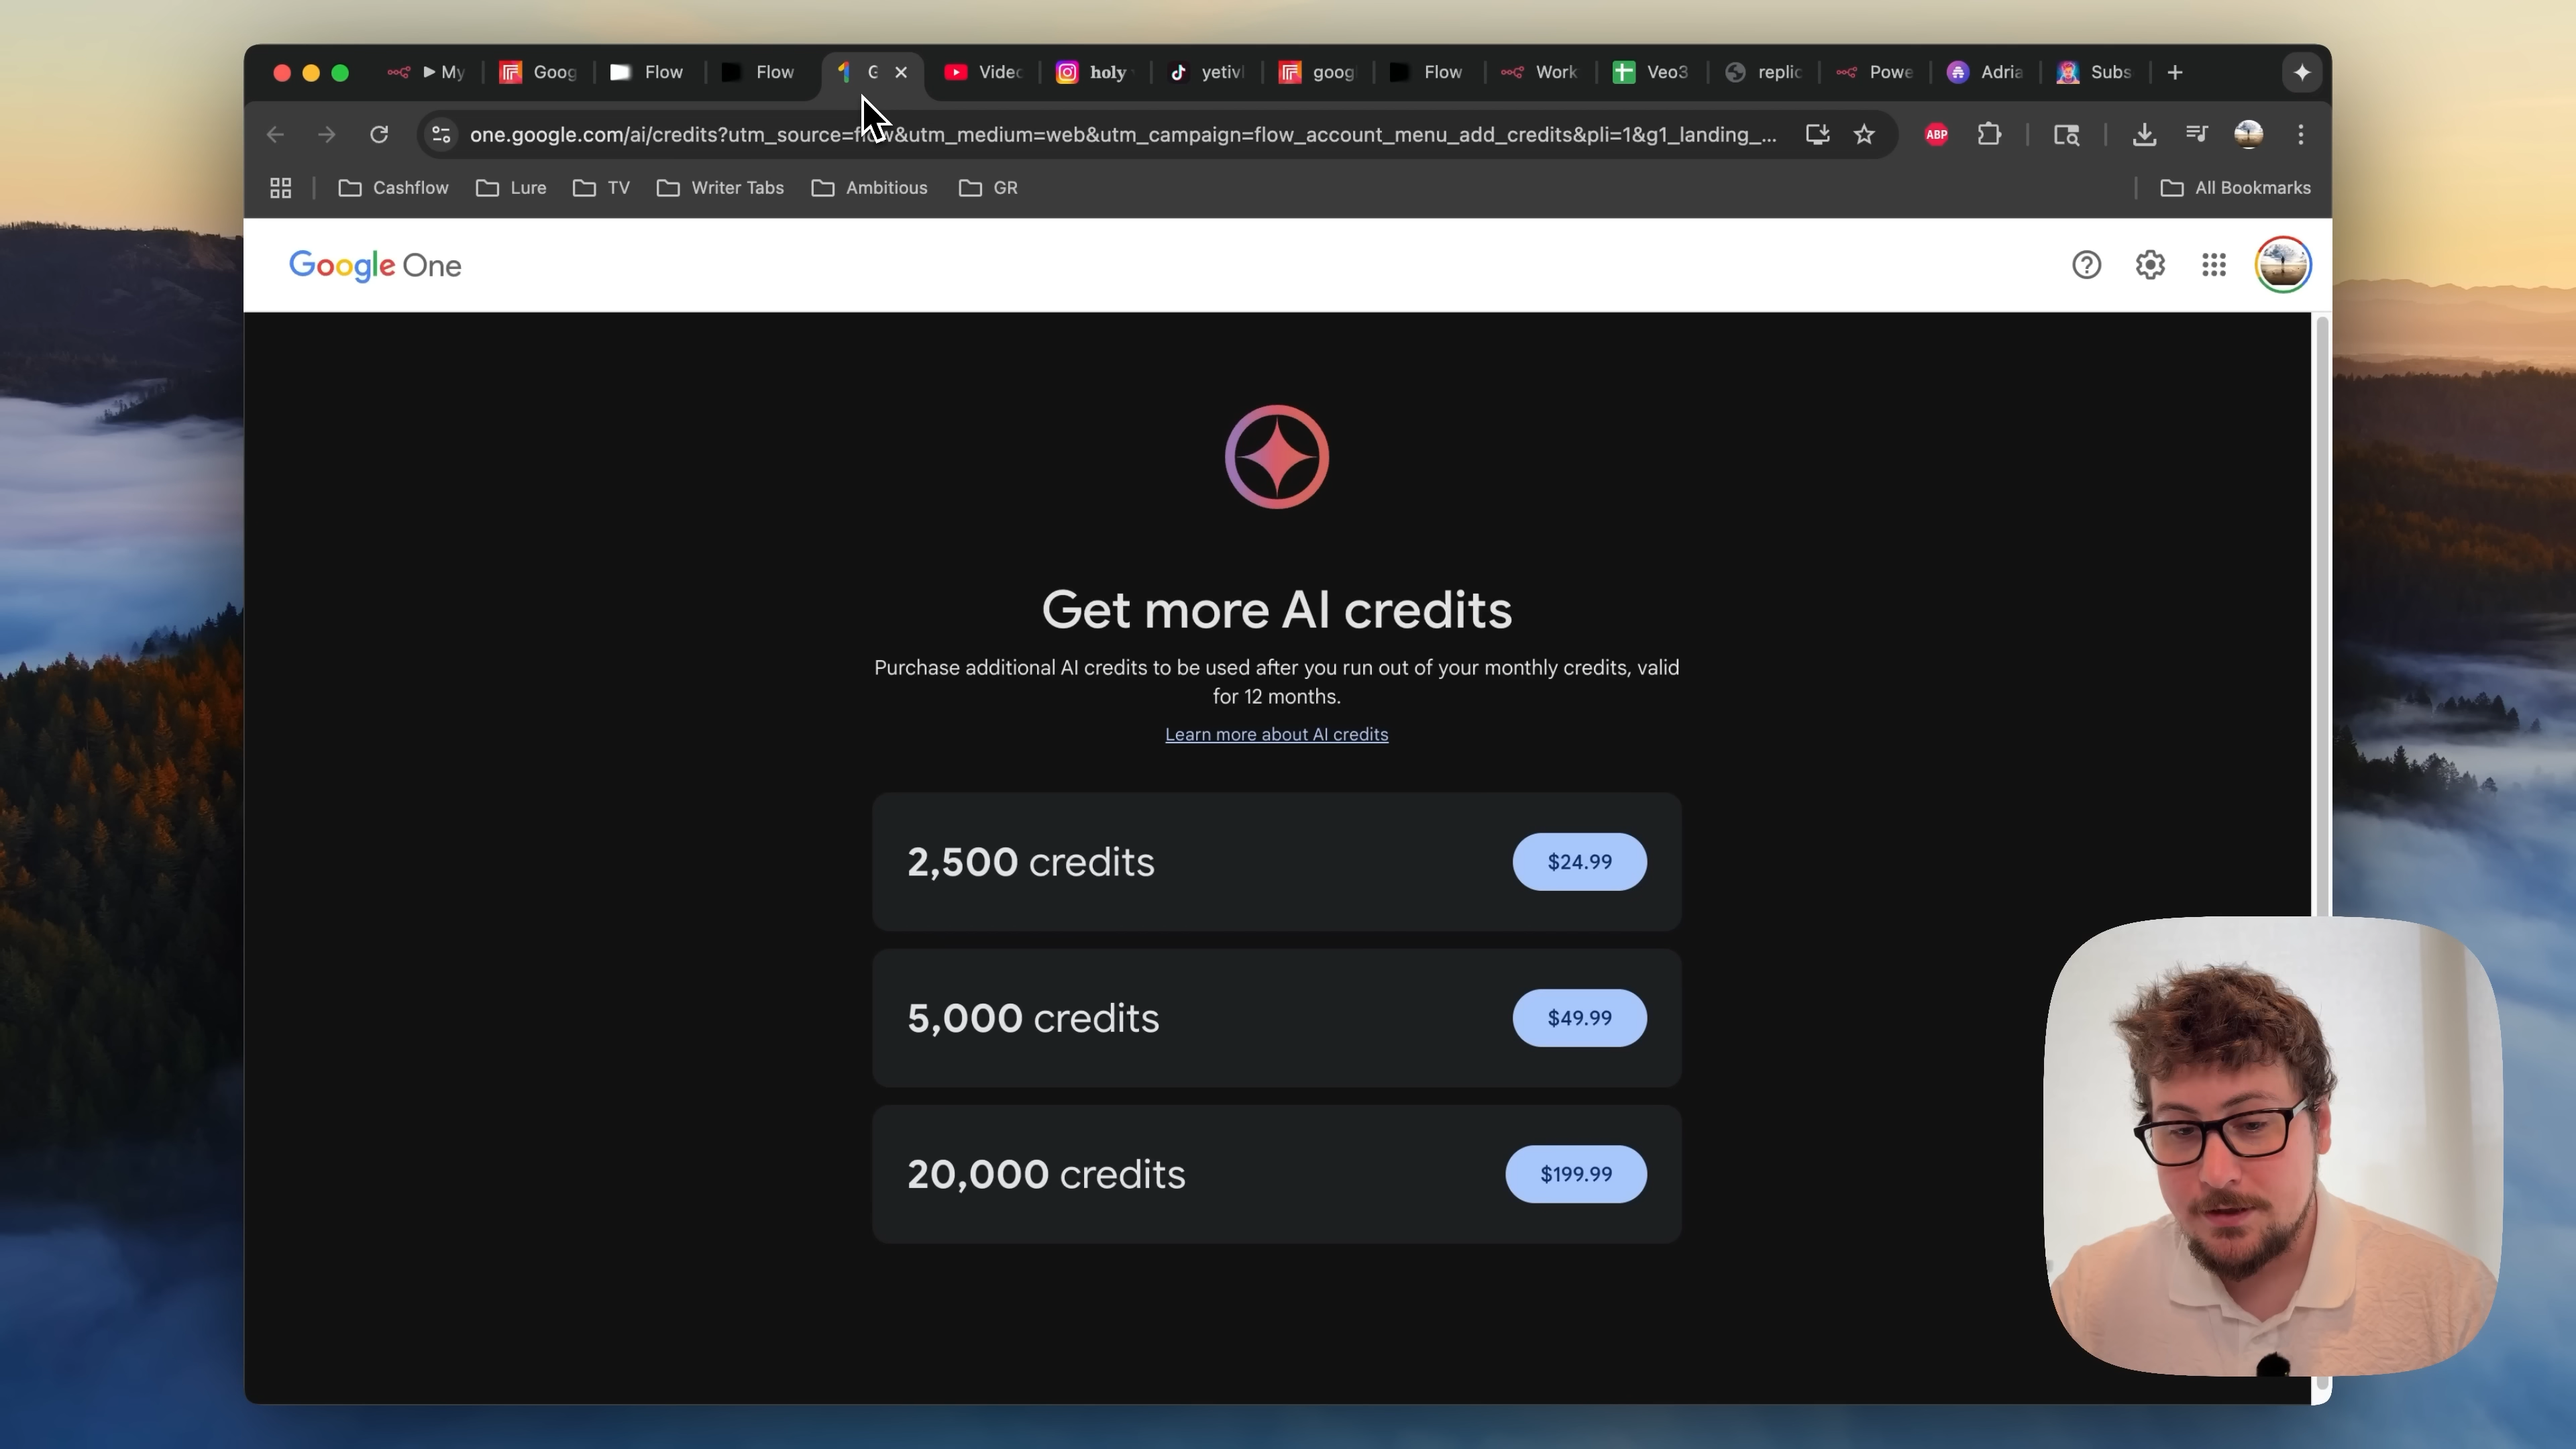 My
Goog
Flow
Flow
G
Videc
holy
yetiv
goog
Flow
Work
Veo3
replic
Powe
Adria
Subs
one.google.com/ai/credits?utm_source=flow&utm_medium=web&utm_campaign=flow_account_menu_add_credits&pli=1&g1_landing_...
ABP
Cashflow
Lure
TV
Writer Tabs
Ambitious
GR
All Bookmarks
Google One
Get more AI credits
Purchase additional AI credits to be used after you run out of your monthly credits, valid
for 12 months.
Learn more about AI credits
2,500 credits
$24.99
5,000 credits
$49.99
20,000 credits
$199.99